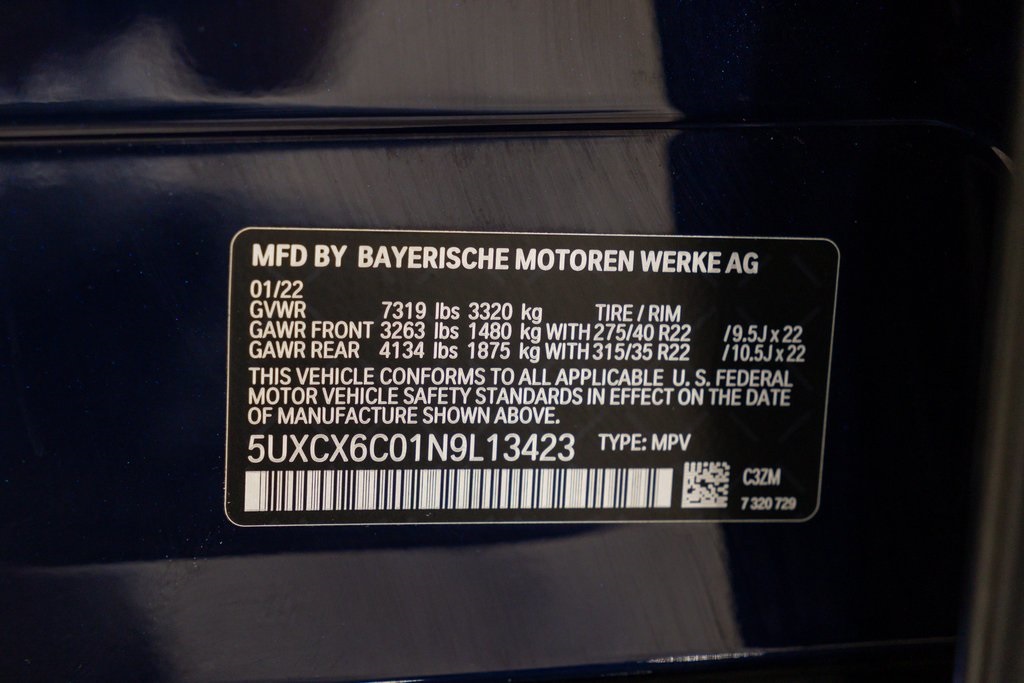 MFD BY BAYERISCHE MOTOREN WERKE AG
01/22
GVWR 7319 lbs 3320 kg TIRE / RIM
GAWR FRONT 3263 lbs 1480 kg WITH 275/40 R22 /9.5J x 22
GAWR REAR 4134 lbs 1875 kg WITH 315/35 R22 /10.5J x 22
THIS VEHICLE CONFORMS TO ALL APPLICABLE U. S. FEDERAL
MOTOR VEHICLE SAFETY STANDARDS IN EFFECT ON THE DATE
OF MANUFACTURE SHOWN ABOVE.
5UXCX6C01N9L13423 TYPE: MPV
C3ZM
7 320 729